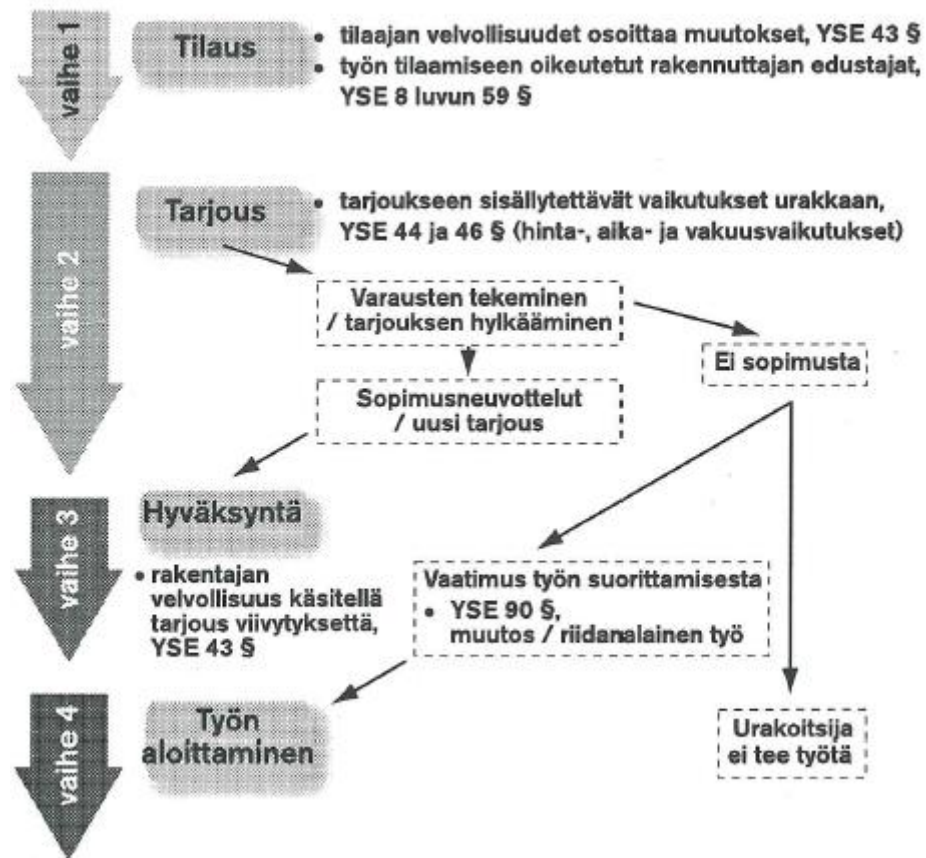 vaihe 1
Tilaus
• tilaajan velvollisuudet osoittaa muutokset, YSE 43 §
• työn tilaamiseen oikeutetut rakennuttajan edustajat,
YSE 8 luvun 59 §
vaihe 2
Tarjous
• tarjoukseen sisällytettävät vaikutukset urakkaan,
YSE 44 ja 46 § (hinta-, aika- ja vakuusvaikutukset)
Varausten tekeminen
/ tarjouksen hylkääminen
Ei sopimusta
Sopimusneuvottelut
/ uusi tarjous
vaihe 3
Hyväksyntä
• rakentajan
velvollisuus käsitellä
tarjous viivytyksettä,
YSE 43 §
Vaatimus työn suorittamisesta
• YSE 90 §,
muutos / riidanalainen työ
vaihe 4
Työn
aloittaminen
Urakoitsija
ei tee työtä